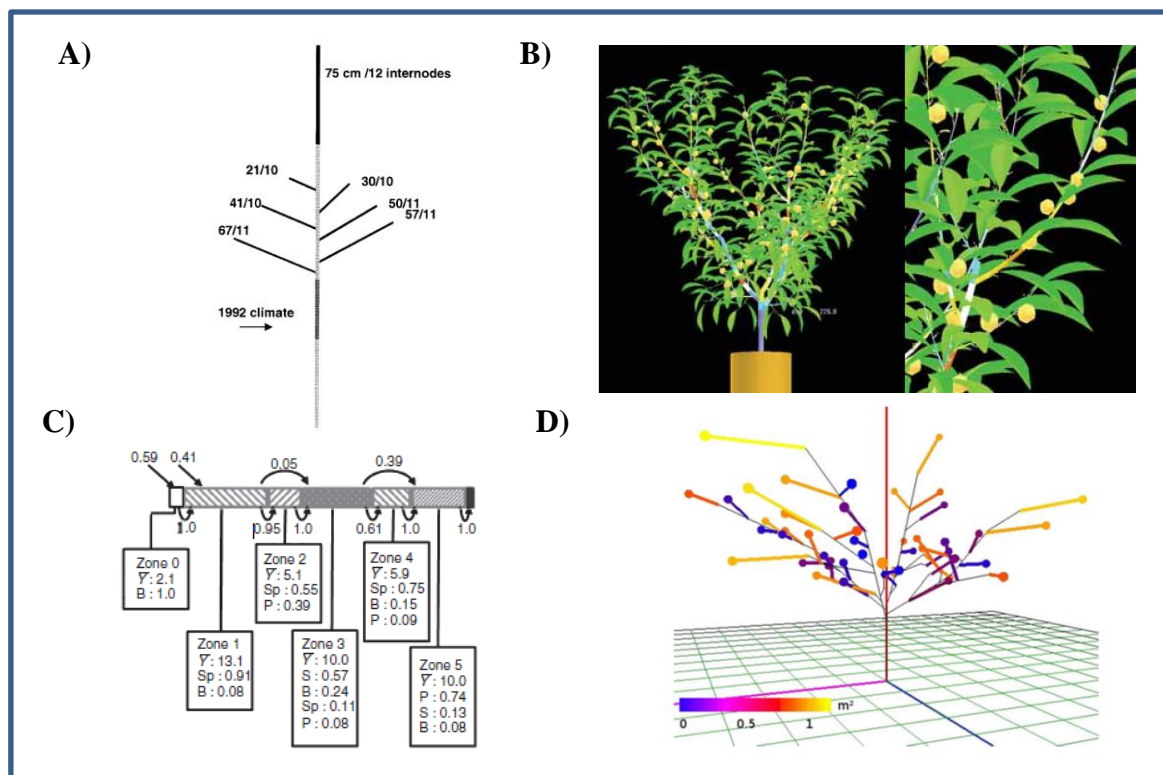 A)
75 cm /12 internodes
21/10
30/10
41/10
50/11
57/11
67/11
1992 climate
B)
226.0
C)
0.59
0.41
0.05
0.39
1.0
0.95
1.0
0.61
1.0
1.0
Zone 0
Y̅: 2.1
B : 1.0
Zone 1
Y̅: 13.1
Sp : 0.91
B : 0.08
Zone 2
Y̅: 5.1
Sp : 0.55
P : 0.39
Zone 3
Y̅: 10.0
S : 0.57
B : 0.24
Sp : 0.11
P : 0.08
Zone 4
Y̅: 5.9
Sp : 0.75
B : 0.15
P : 0.09
Zone 5
Y̅: 10.0
P : 0.74
S : 0.13
B : 0.08
D)
m²
0 0.5 1